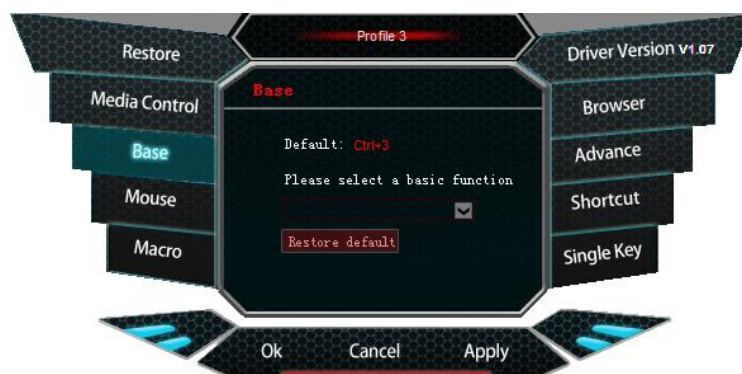 Profile 3
Restore
Media Control
Base
Mouse
Macro
Base
Default: Ctrl+3
Please select a basic function
Restore default
Driver Version V1.07
Browser
Advance
Shortcut
Single Key
Ok Cancel Apply